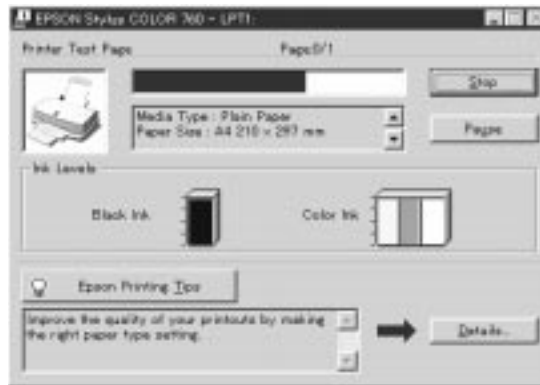 EPSON Stylus COLOR 760 - LPT1:
Printer Test Page
Page:0/1
Stop
Media Type : Plain Paper
Paper Size : A4 210 x 297 mm
Pause
Ink Levels
Black Ink
Color Ink
Epson Printing Tips
Improve the quality of your printouts by making
the right paper type setting.
Details...